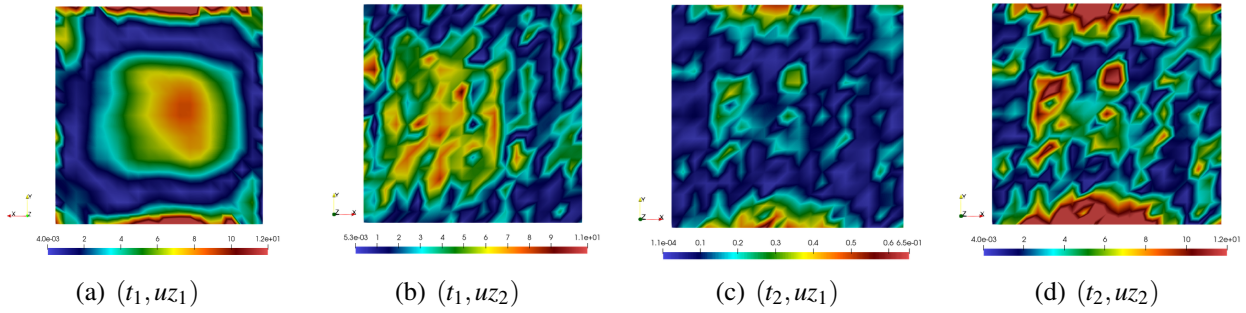 Y
X Z
4.0e-03 2 4 6 8 10 1.2e+01
(a) (t₁, uz₁)
Y
Z X
5.3e-03 1 2 3 4 5 6 7 8 9 1.1e+01
(b) (t₁, uz₂)
Y
Z X
1.1e-04 0.1 0.2 0.3 0.4 0.5 6.5e-01
(c) (t₂, uz₁)
Y
Z X
4.0e-03 2 4 6 8 10 1.2e+01
(d) (t₂, uz₂)